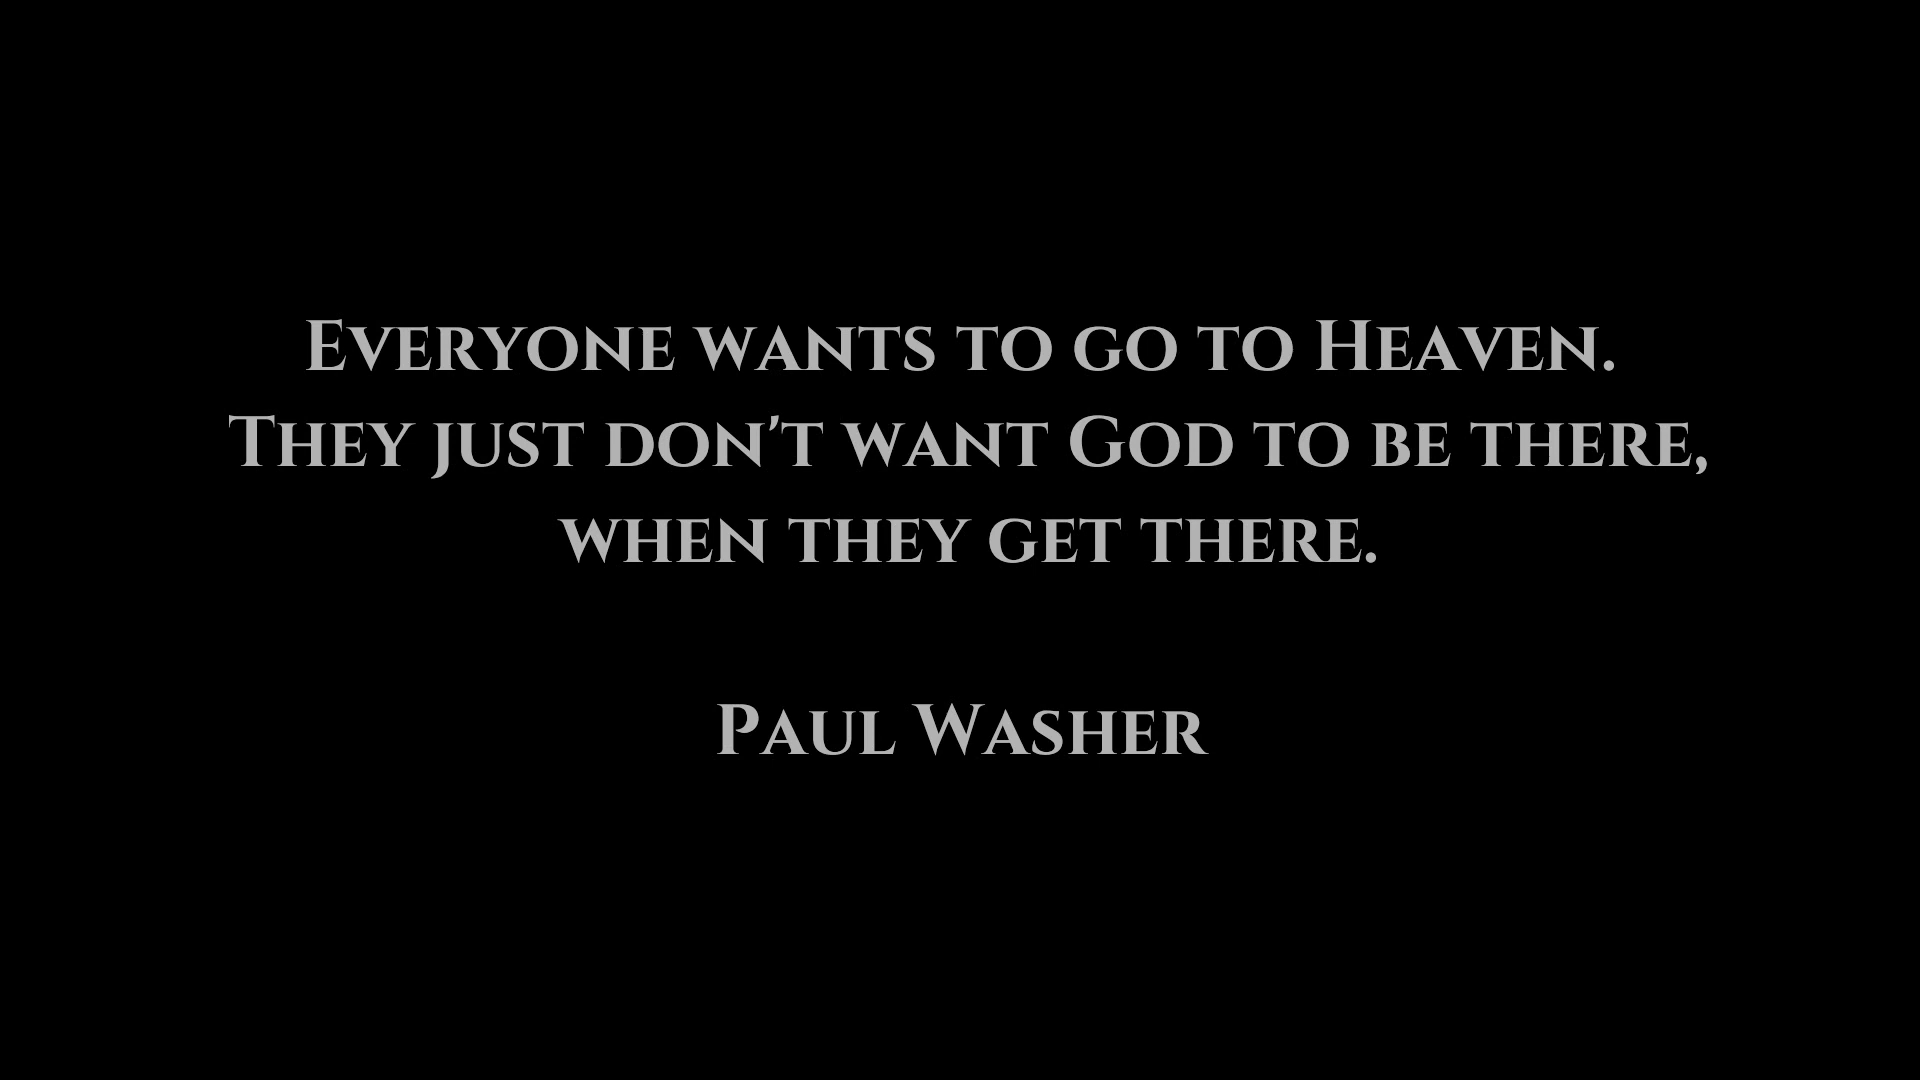 Everyone wants to go to Heaven.
They just don't want God to be there,
when they get there.
Paul Washer